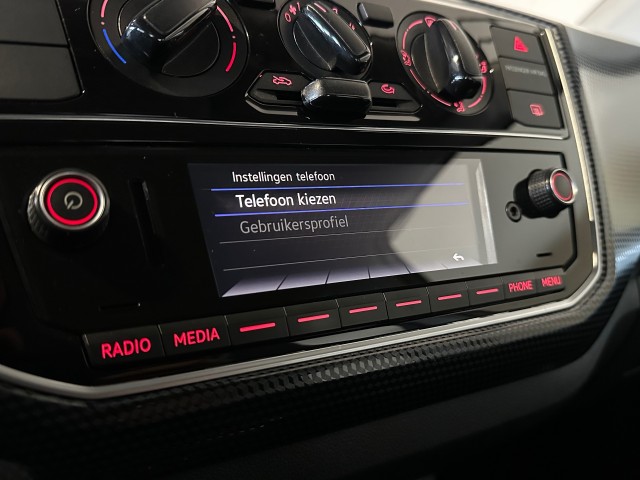 Instellingen telefoon
Telefoon kiezen
Gebruikersprofiel
RADIO MEDIA PHONE MENU